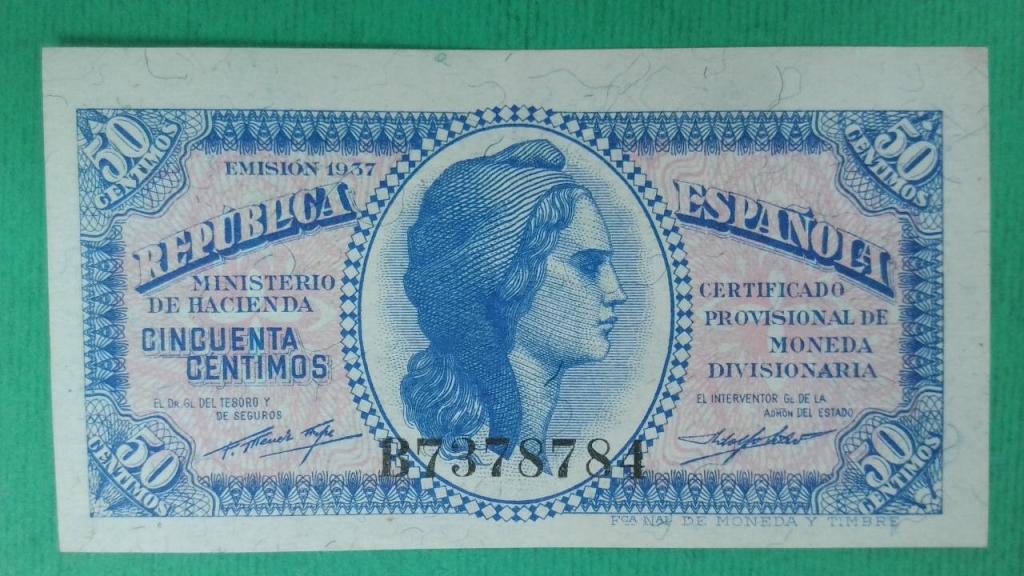 50
CENTIMOS
50
CENTIMOS
EMISIÓN 1937
REPUBLICA
ESPAÑOLA
MINISTERIO
DE HACIENDA
CINCUENTA
CÉNTIMOS
EL DR. GL. DEL TESORO Y
DE SEGUROS
CERTIFICADO
PROVISIONAL DE
MONEDA
DIVISIONARIA
EL INTERVENTOR GL. DE LA
ADMÓN DEL ESTADO
B7378784
50
CENTIMOS
50
CENTIMOS
FCA NAL DE MONEDA Y TIMBRE